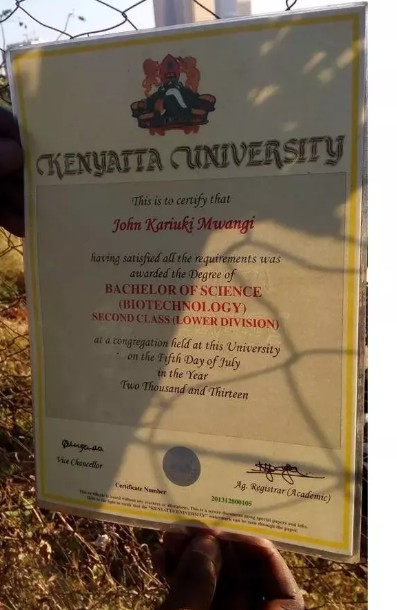 KENYATTA UNIVERSITY
This is to certify that
John Kariuki Mwangi
having satisfied all the requirements was
awarded the Degree of
BACHELOR OF SCIENCE
(BIOTECHNOLOGY)
SECOND CLASS (LOWER DIVISION)
at a congregation held at this University
on the Fifth Day of July
in the Year
Two Thousand and Thirteen
Vice Chancellor
Ag. Registrar (Academic)
Certificate Number